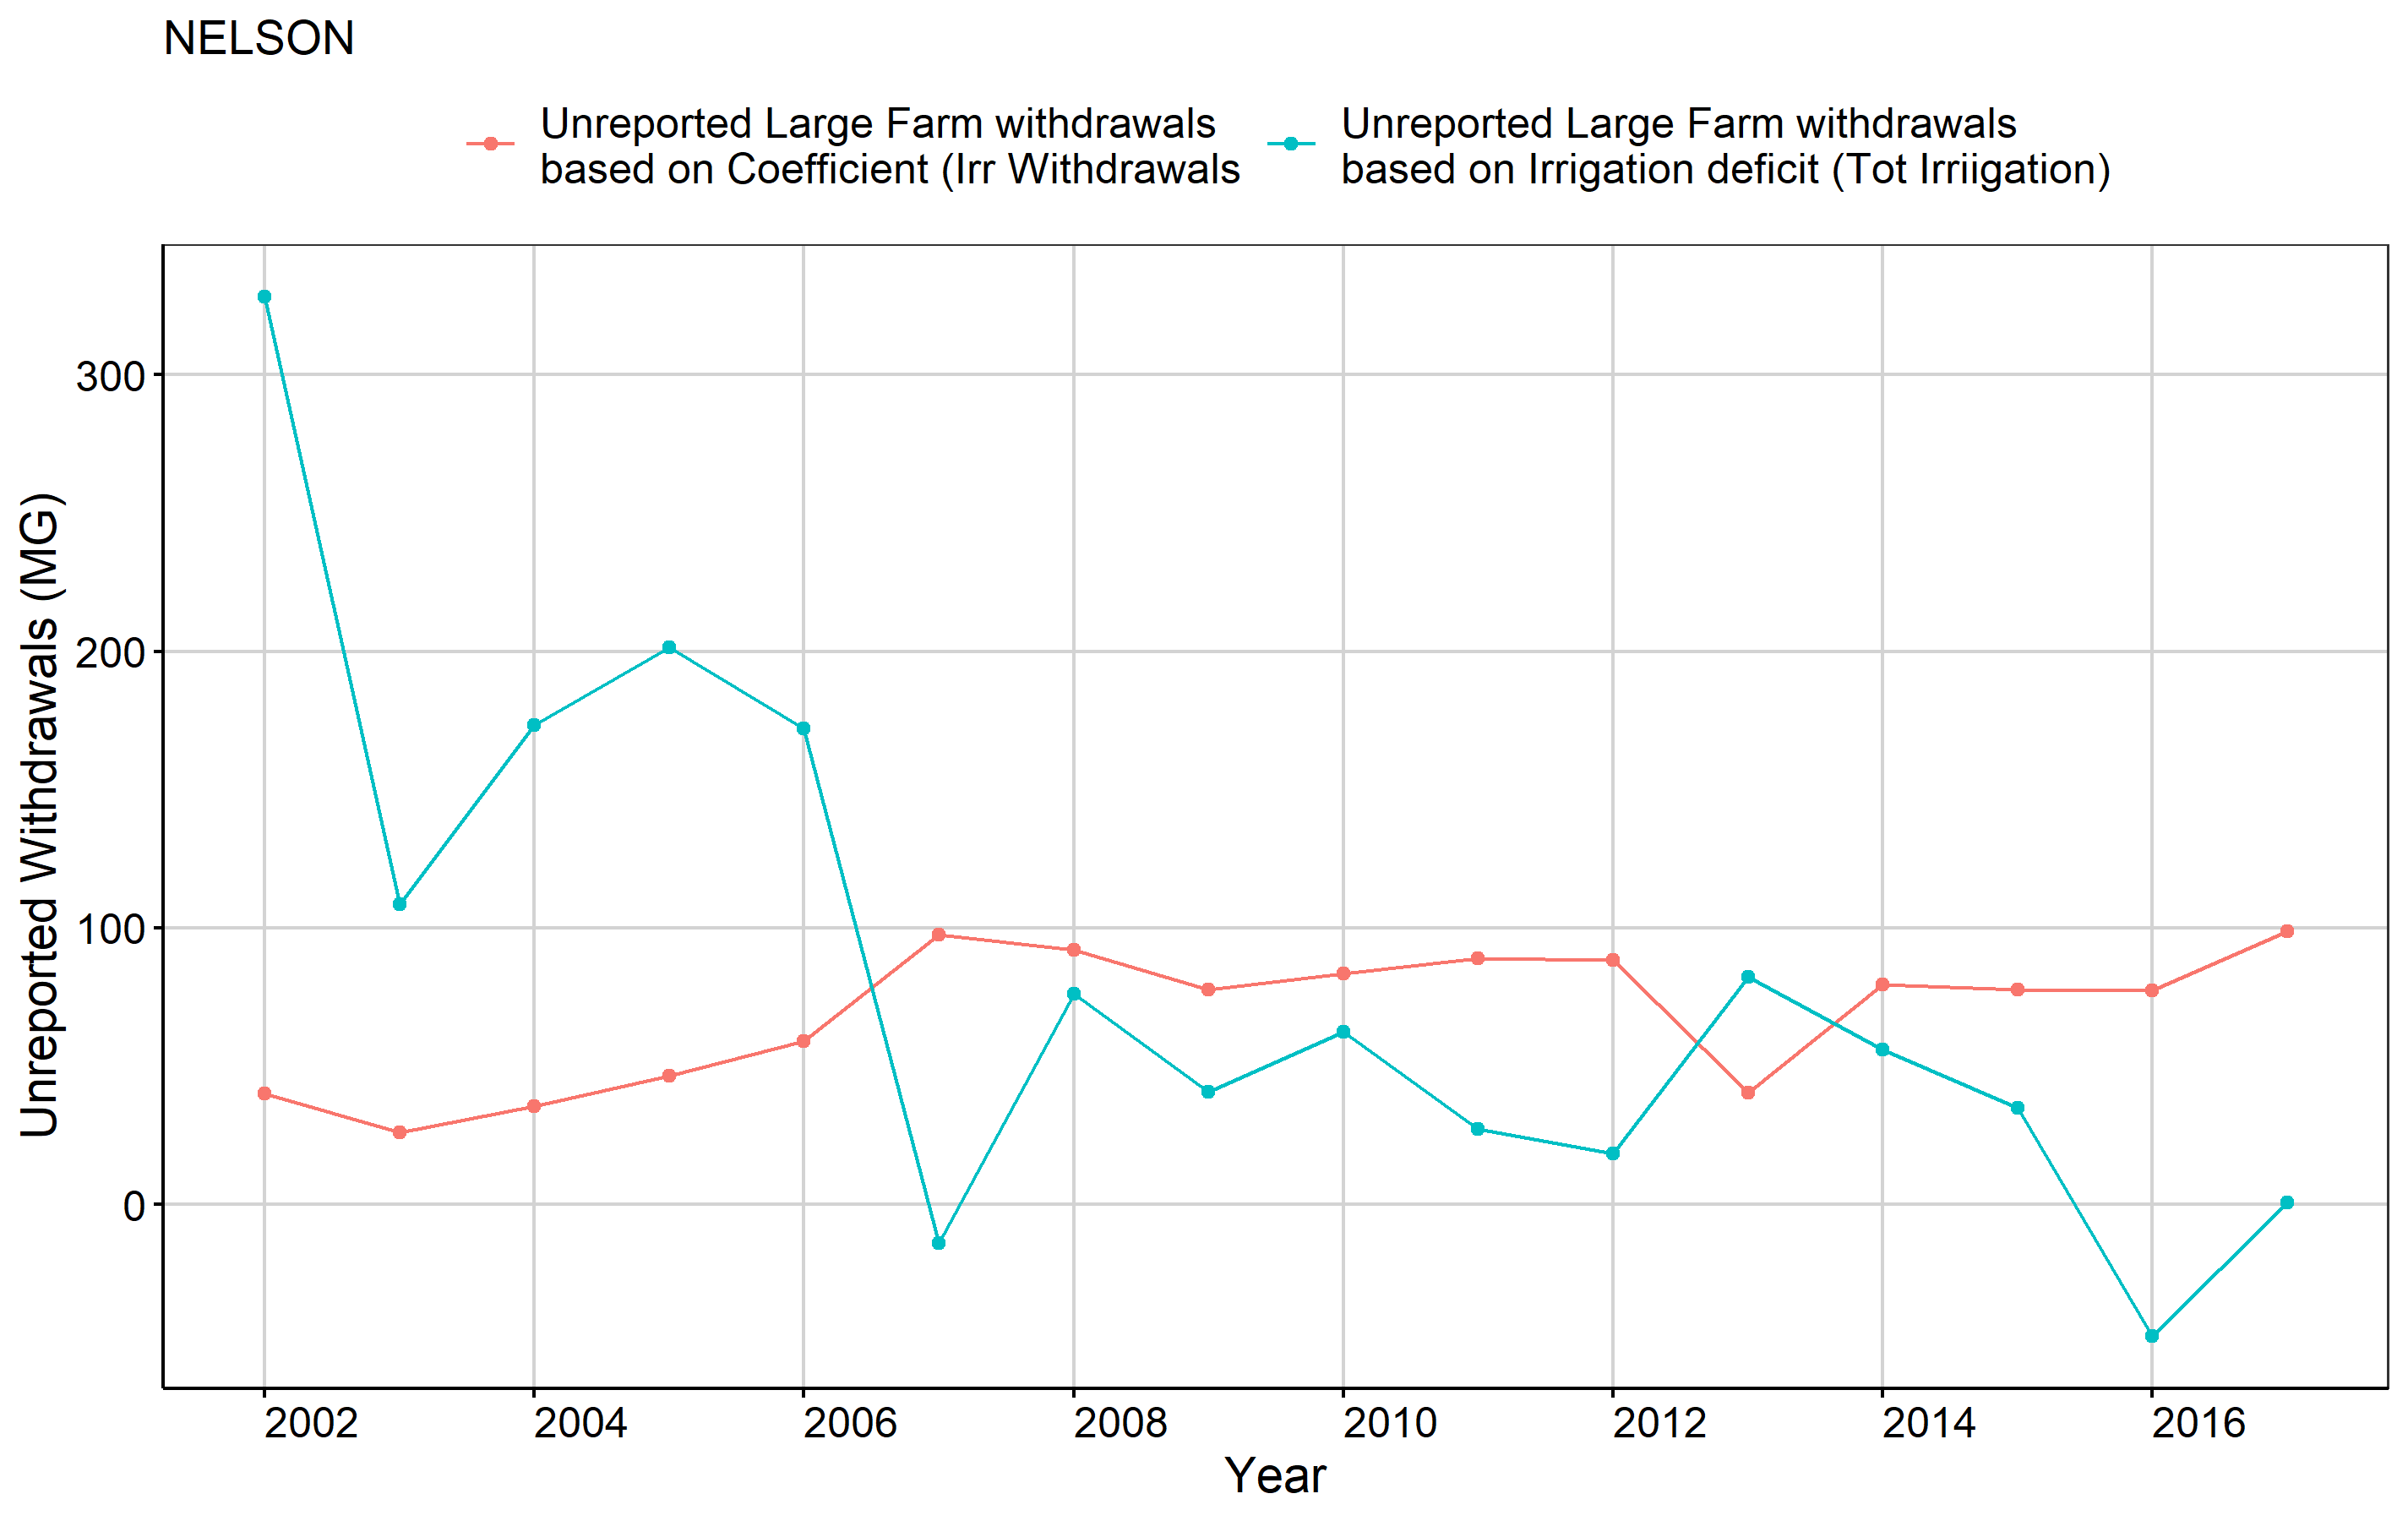 NELSON
Unreported Large Farm withdrawals
based on Coefficient (Irr Withdrawals
Unreported Large Farm withdrawals
based on Irrigation deficit (Tot Irriigation)
Unreported Withdrawals (MG)
300
200
100
0
2002 2004 2006 2008 2010 2012 2014 2016
Year